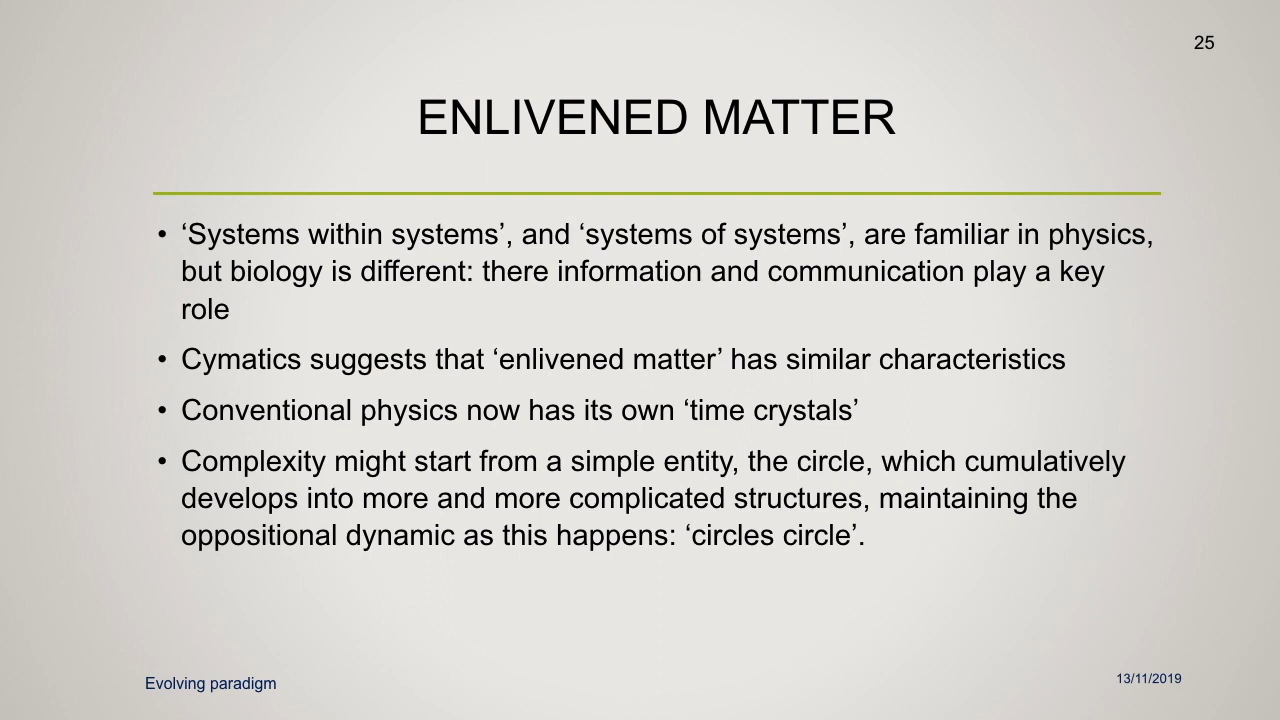 25
ENLIVENED MATTER
• ‘Systems within systems’, and ‘systems of systems’, are familiar in physics,
but biology is different: there information and communication play a key
role
• Cymatics suggests that ‘enlivened matter’ has similar characteristics
• Conventional physics now has its own ‘time crystals’
• Complexity might start from a simple entity, the circle, which cumulatively
develops into more and more complicated structures, maintaining the
oppositional dynamic as this happens: ‘circles circle’.
Evolving paradigm
13/11/2019